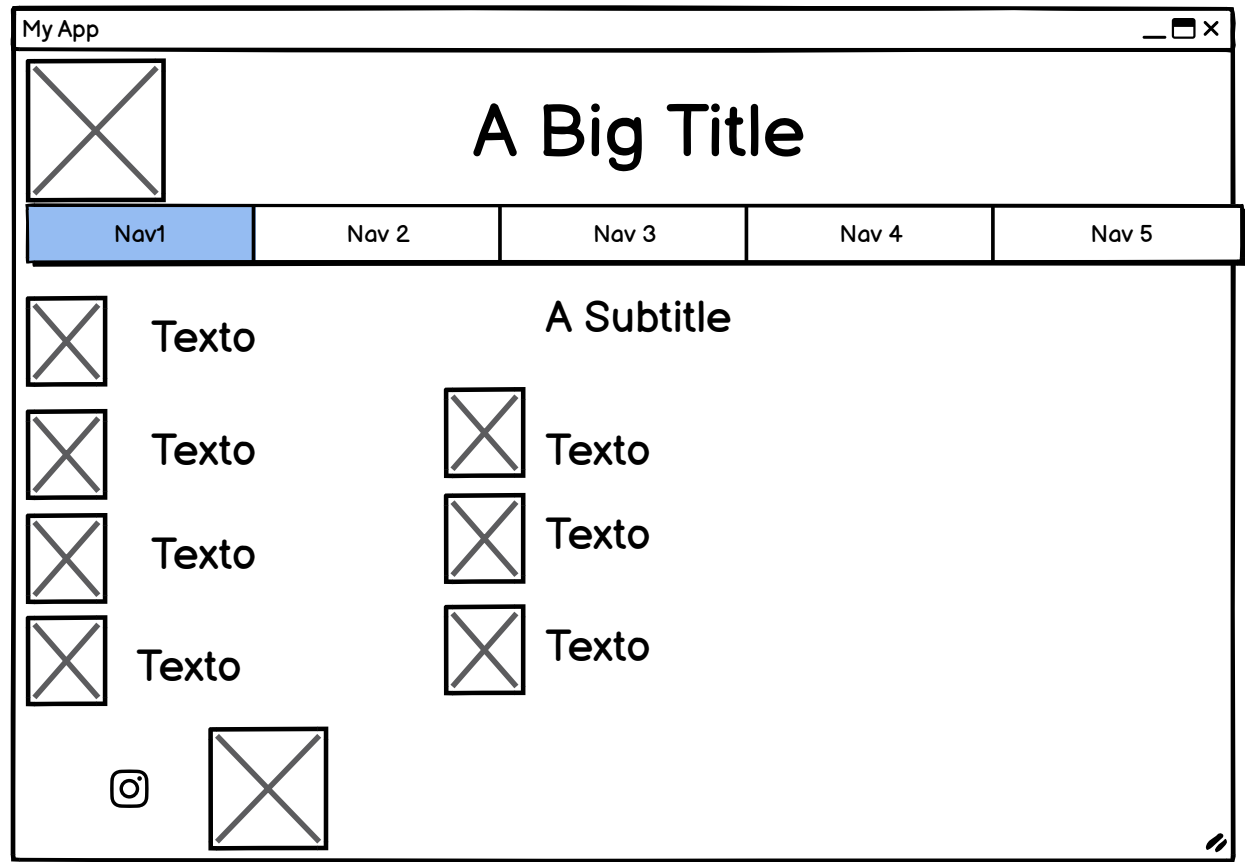 My App
A Big Title
Nav1
Nav 2
Nav 3
Nav 4
Nav 5
Texto
Texto
Texto
Texto
A Subtitle
Texto
Texto
Texto